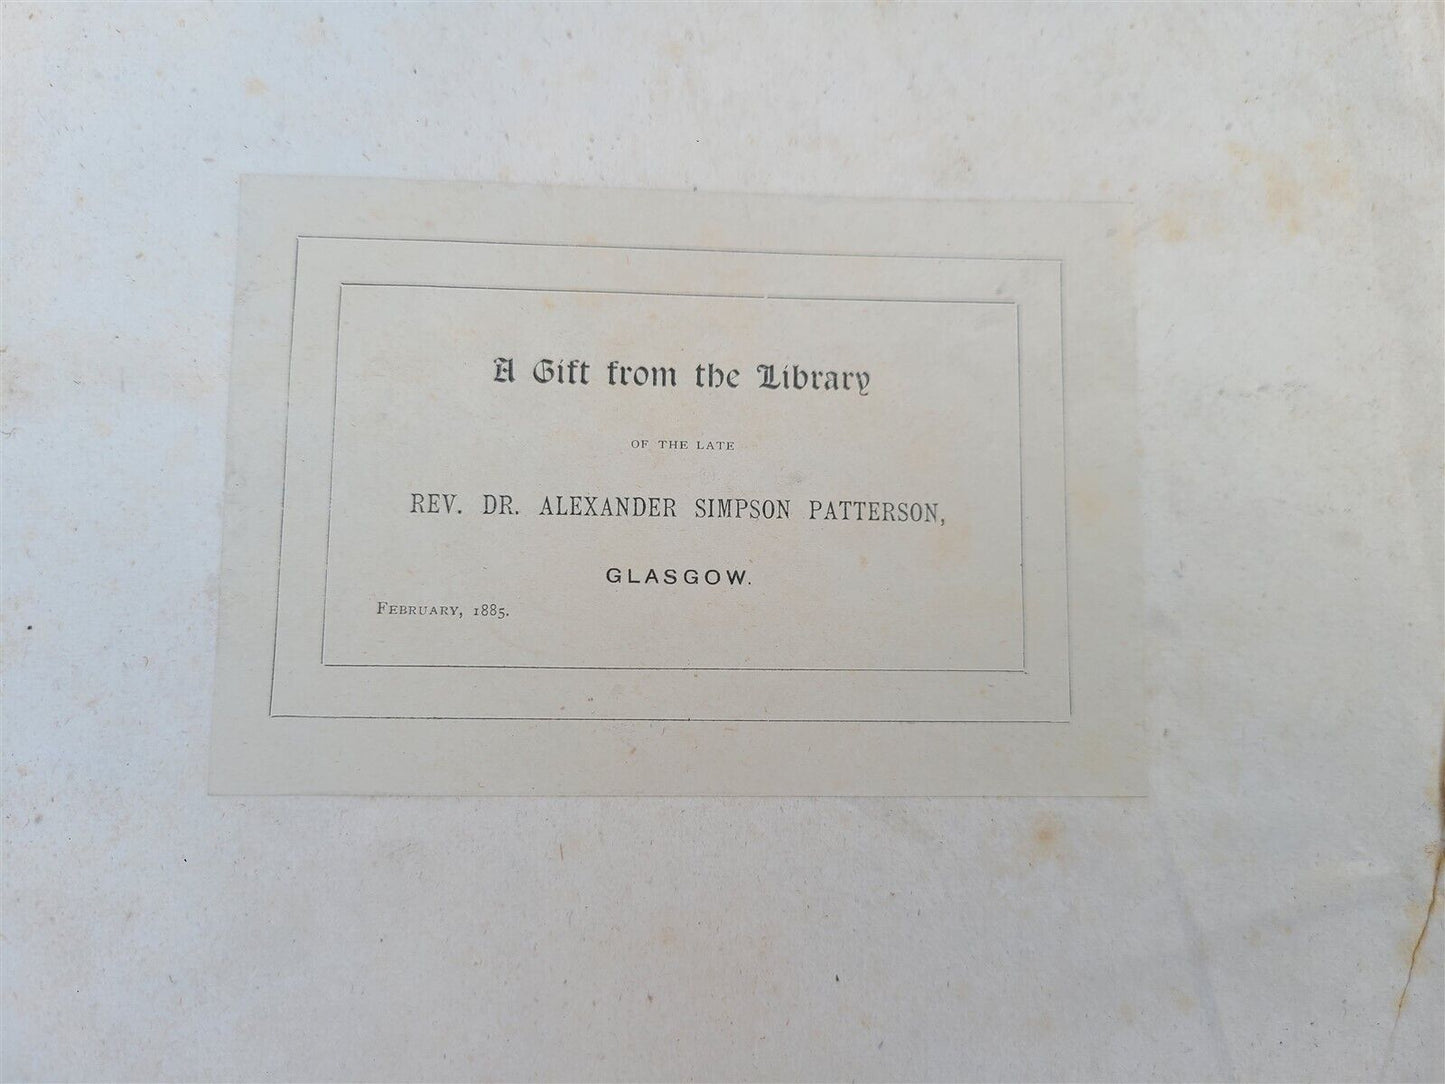 A Gift from the Library
OF THE LATE
REV. DR. ALEXANDER SIMPSON PATTERSON,
GLASGOW.
FEBRUARY, 1885.